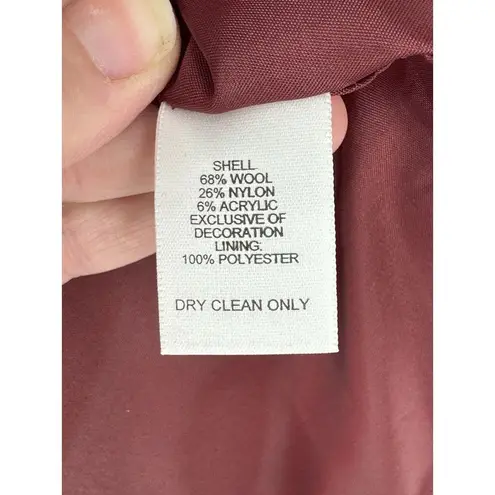 SHELL
68% WOOL
26% NYLON
6% ACRYLIC
EXCLUSIVE OF
DECORATION
LINING:
100% POLYESTER
DRY CLEAN ONLY